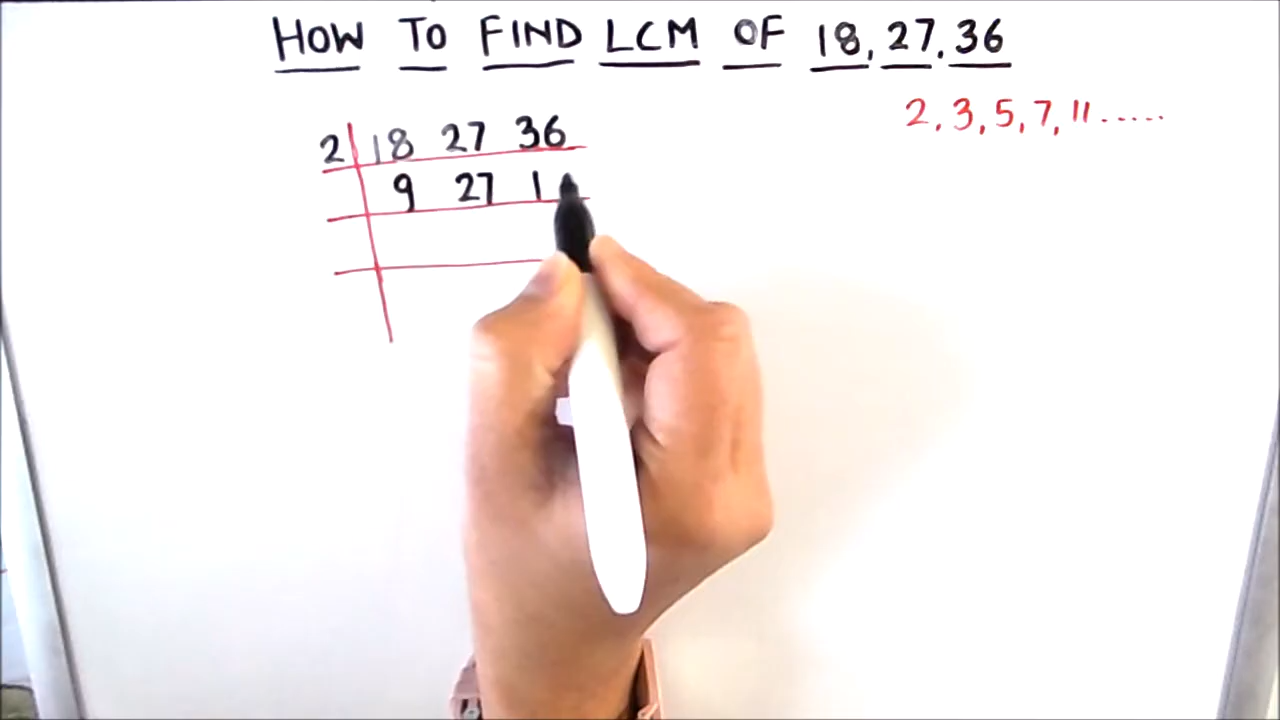 HOW TO FIND LCM OF 18, 27, 36
2, 3, 5, 7, 11......
2 18 27 36
9 27 1